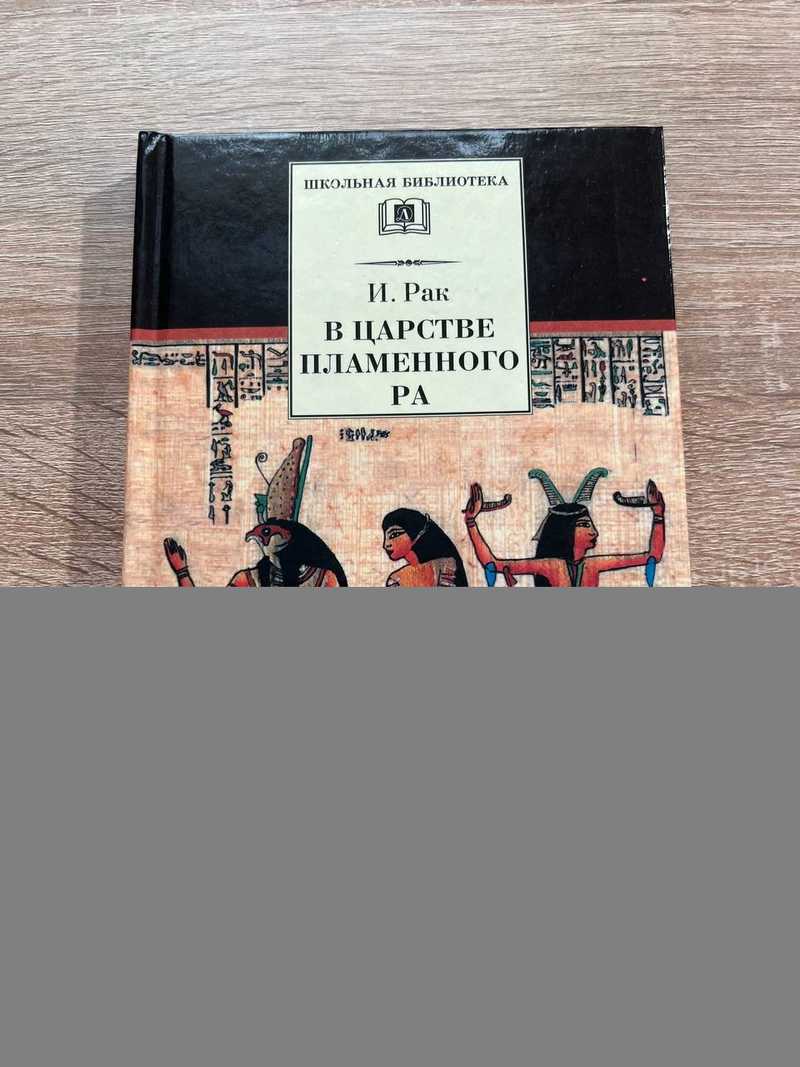 ШКОЛЬНАЯ БИБЛИОТЕКА
И. Рак
В ЦАРСТВЕ
ПЛАМЕННОГО
РА